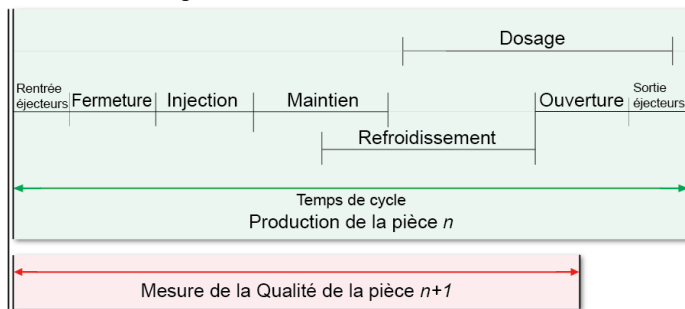 Dosage
Rentrée
éjecteurs Fermeture Injection Maintien Ouverture Sortie
éjecteurs
Refroidissement
Temps de cycle
Production de la pièce n
Mesure de la Qualité de la pièce n+1